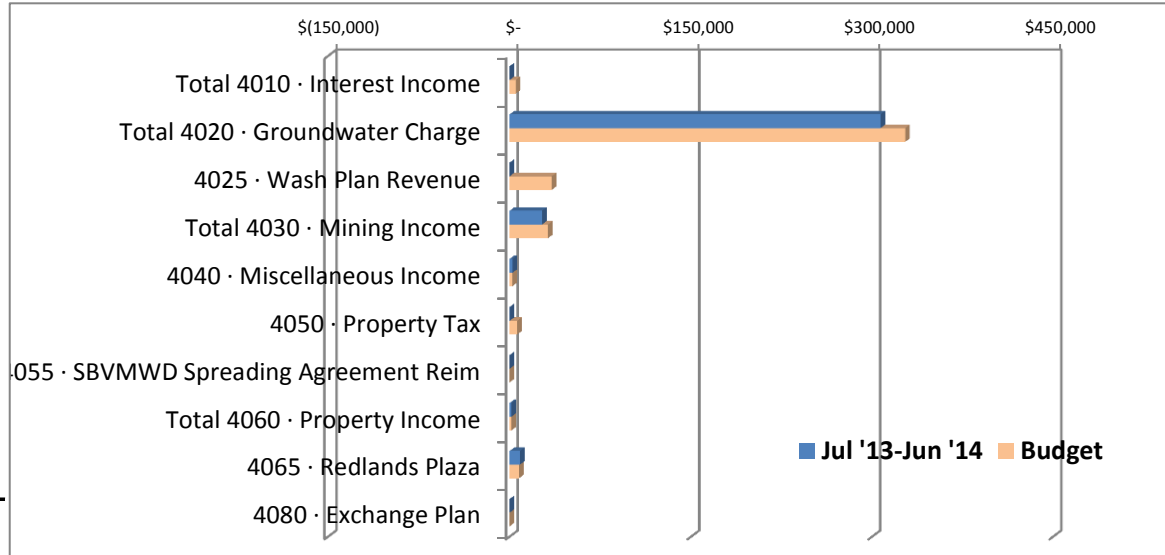 $(150,000) $- $150,000 $300,000 $450,000
Total 4010 · Interest Income
Total 4020 · Groundwater Charge
4025 · Wash Plan Revenue
Total 4030 · Mining Income
4040 · Miscellaneous Income
4050 · Property Tax
055 · SBVMWD Spreading Agreement Reim
Total 4060 · Property Income
Jul '13-Jun '14 Budget
4065 · Redlands Plaza
4080 · Exchange Plan